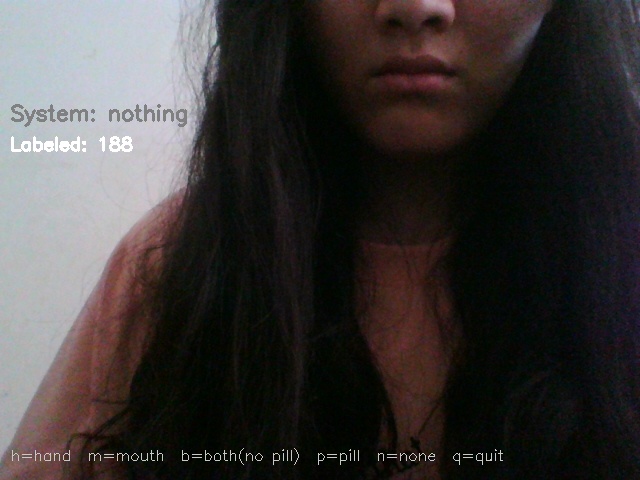 System: nothing
Labeled: 188
h=hand m=mouth b=both(no pill) p=pill n=none q=quit